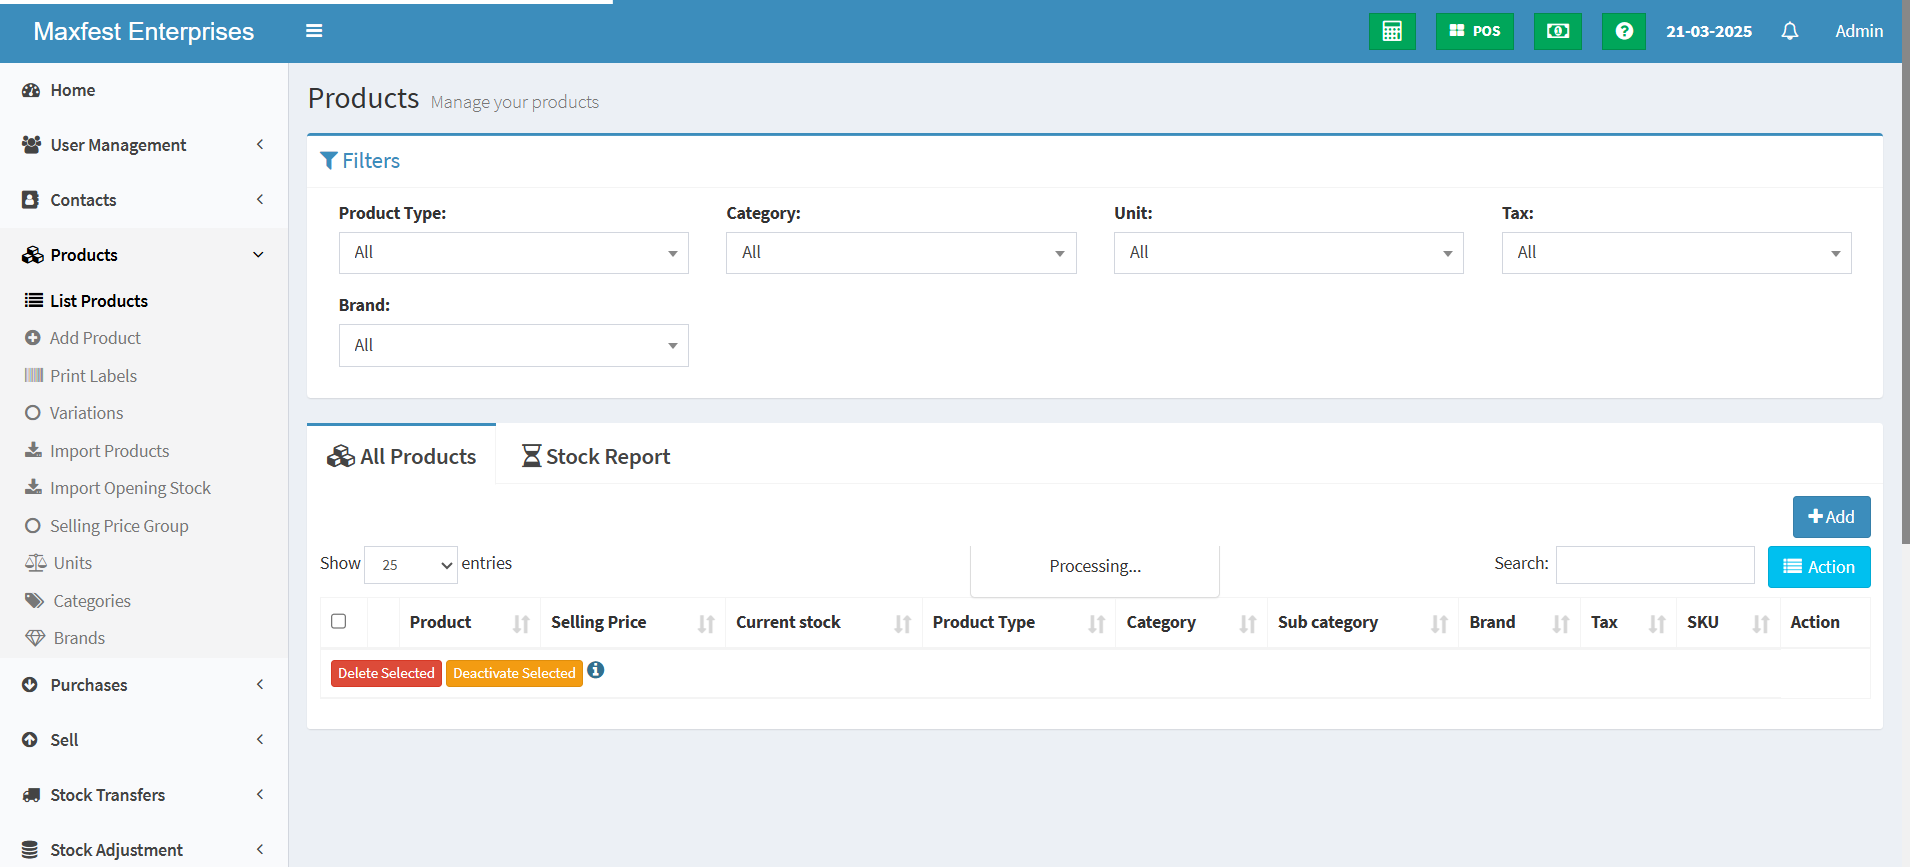 Maxfest Enterprises
POS
21-03-2025
Admin
Home
User Management
Contacts
Products
List Products
Add Product
Print Labels
Variations
Import Products
Import Opening Stock
Selling Price Group
Units
Categories
Brands
Purchases
Sell
Stock Transfers
Stock Adjustment
Products Manage your products
Filters
Product Type: Category: Unit: Tax:
All All All All
Brand:
All
All Products Stock Report
Add
Show 25 entries Processing... Search: Action
Product Selling Price Current stock Product Type Category Sub category Brand Tax SKU Action
Delete Selected Deactivate Selected